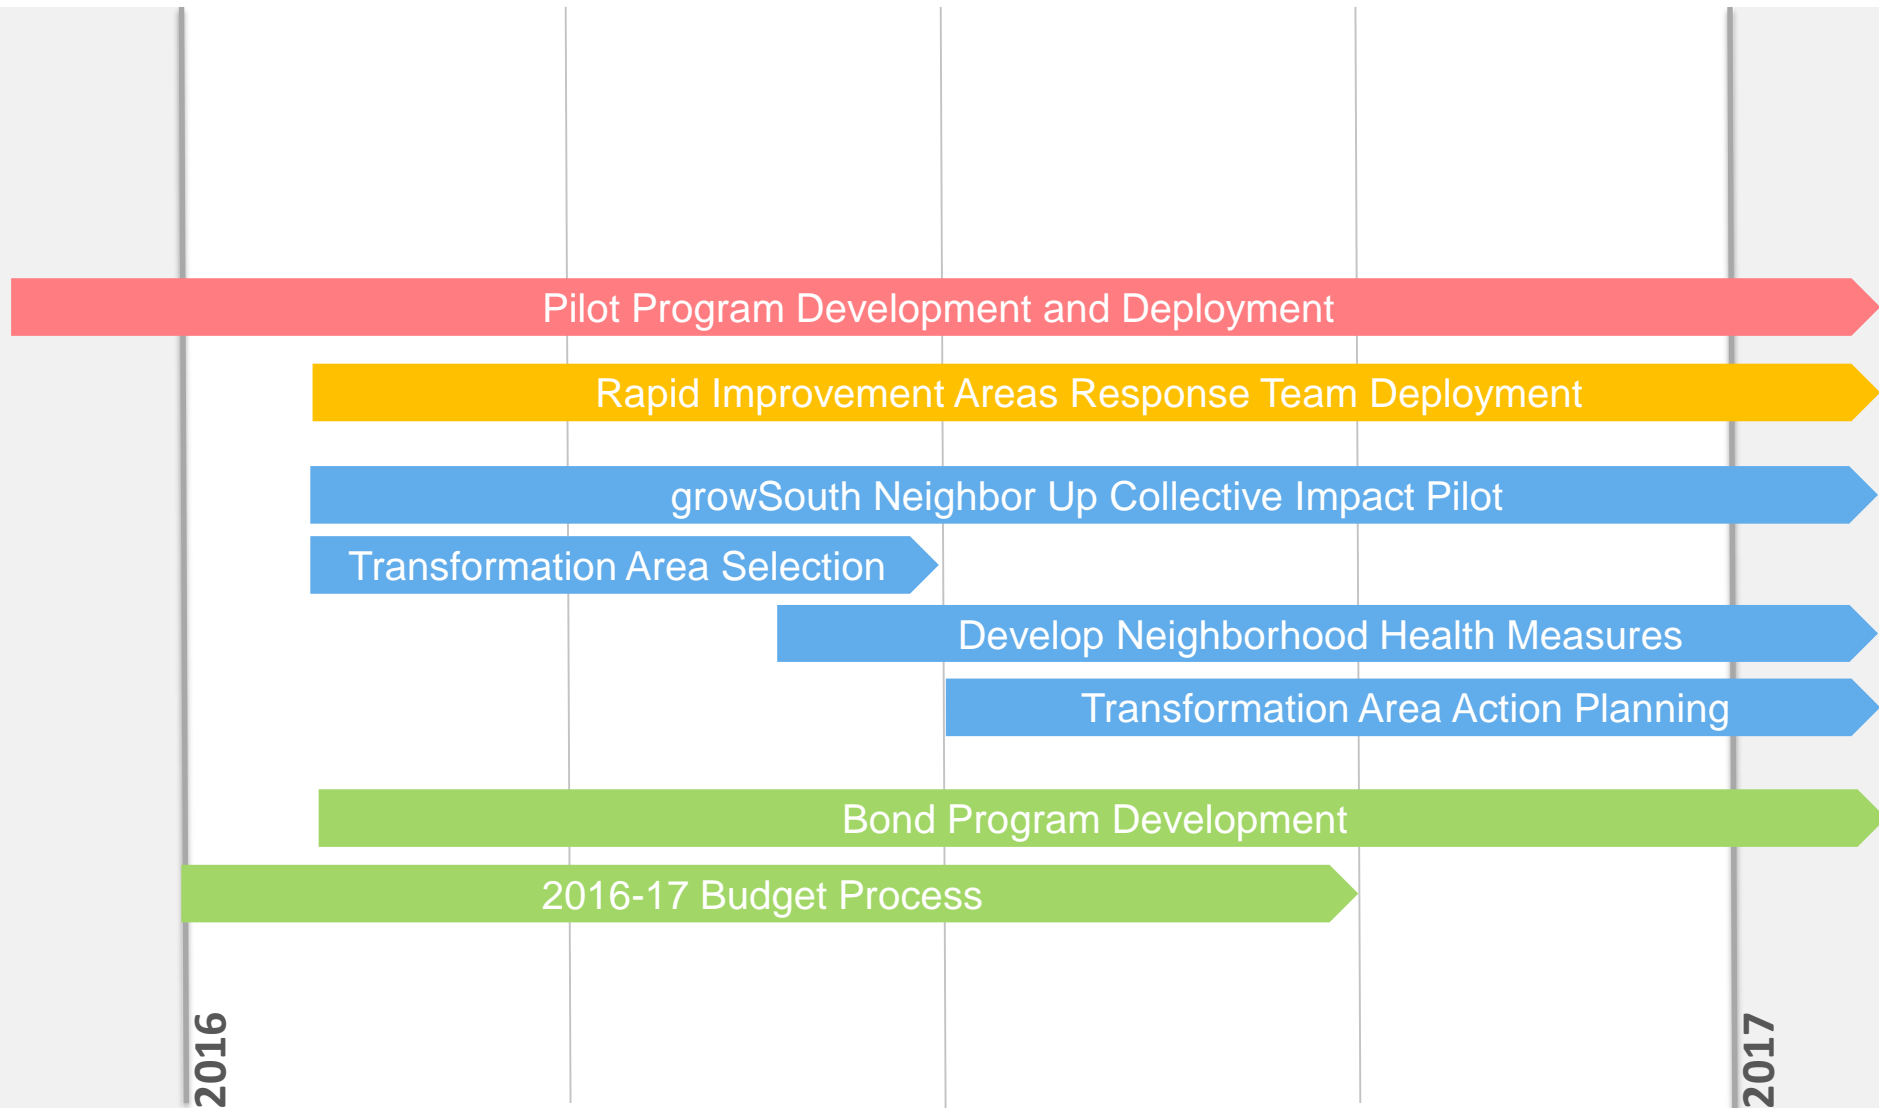 Pilot Program Development and Deployment
Rapid Improvement Areas Response Team Deployment
growSouth Neighbor Up Collective Impact Pilot
Transformation Area Selection
Develop Neighborhood Health Measures
Transformation Area Action Planning
Bond Program Development
2016-17 Budget Process
2016
2017